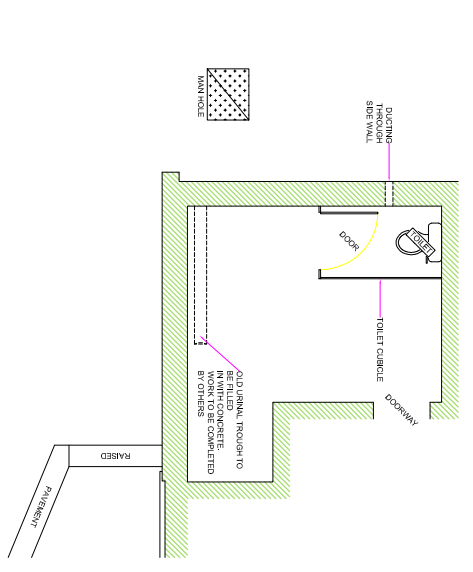 MAN HOLE
DUCTING
THROUGH
SIDE WALL
TOILET
DOOR
TOILET CUBICLE
DOORWAY
OLD URINAL TROUGH TO
BE FILLED
IN WITH CONCRETE.
WORK TO BE COMPLETED
BY OTHERS
RAISED
PAVEMENT